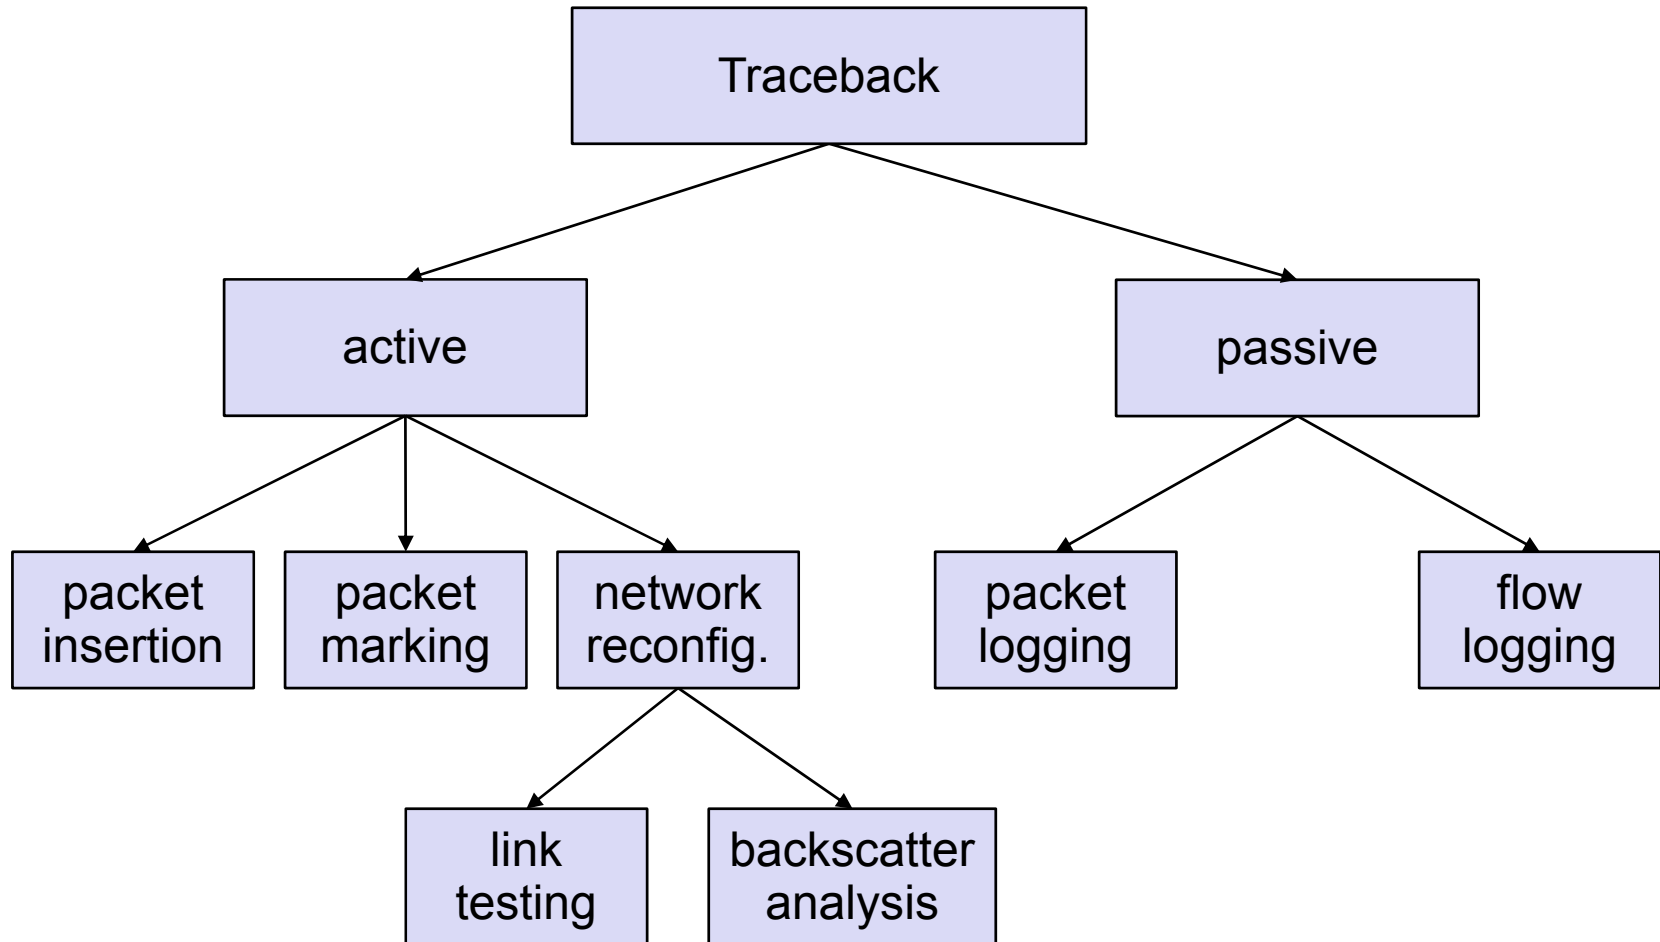 Traceback
active
passive
packet
insertion
packet
marking
network
reconfig.
packet
logging
flow
logging
link
testing
backscatter
analysis